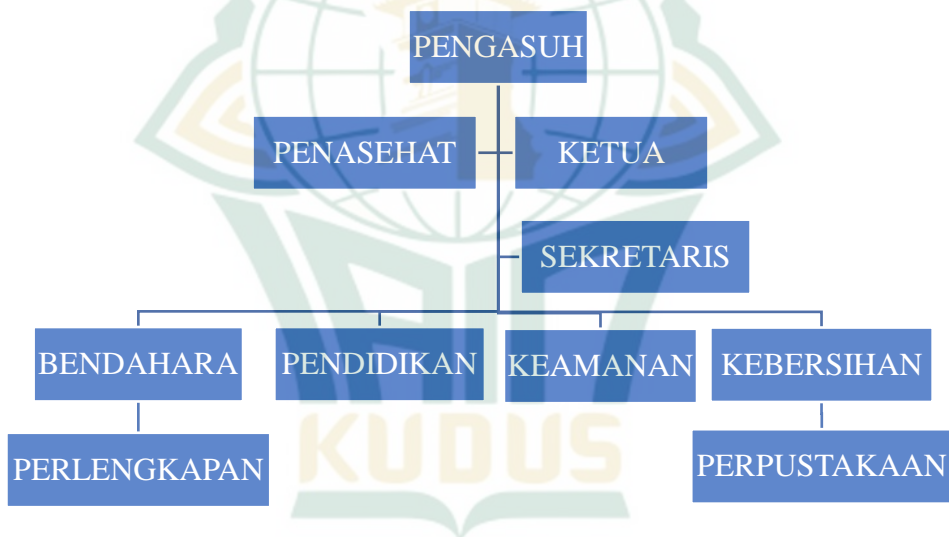 PENGASUH
PENASEHAT
KETUA
SEKRETARIS
BENDAHARA
PENDIDIKAN
KEAMANAN
KEBERSIHAN
PERLENGKAPAN
PERPUSTAKAAN
KUDUS